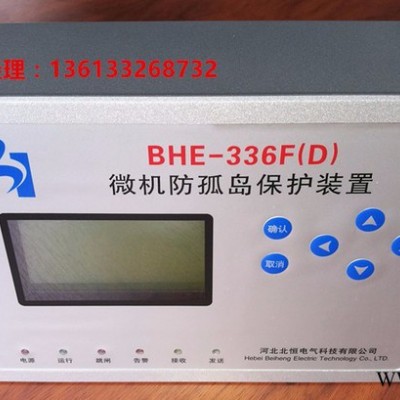 理：136133268732
BHE-336F(D)
微机防孤岛保护装置
确认
取消
电源 运行 跳闸 告警 接收 发送
河北北恒电气科技有限公司
Hebei Beiheng Electric Technology Co., LTD.